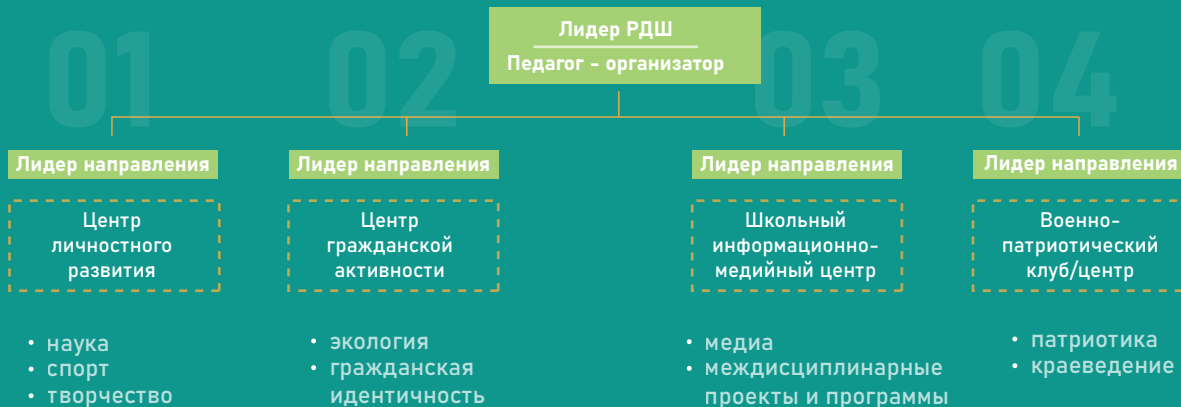 01
02
03
04
Лидер РДШ
Педагог - организатор
Лидер направления
Центр
личностного
развития
• наука
• спорт
• творчество
Лидер направления
Центр
гражданской
активности
• экология
• гражданская
идентичность
Лидер направления
Школьный
информационно-
медийный центр
• медиа
• междисциплинарные
проекты и программы
Лидер направления
Военно-
патриотический
клуб/центр
• патриотика
• краеведение